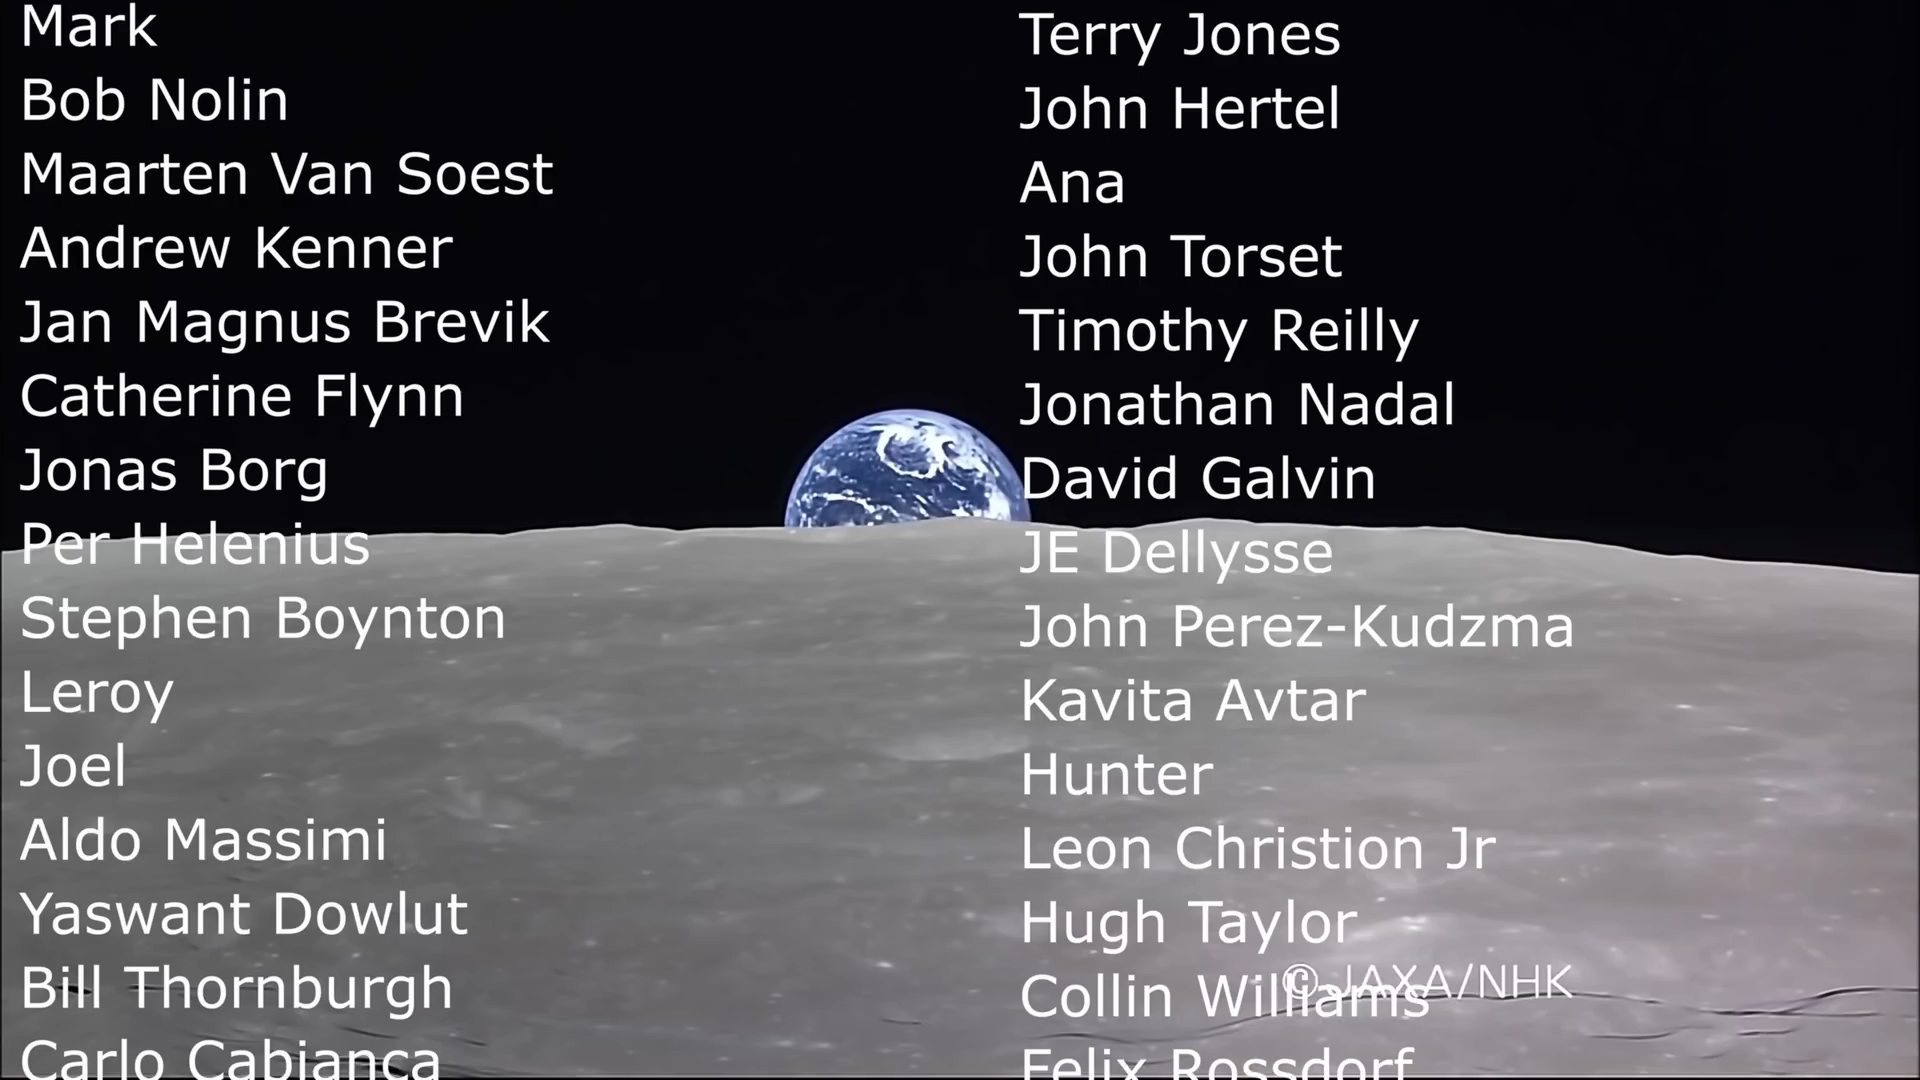 Mark
Bob Nolin
Maarten Van Soest
Andrew Kenner
Jan Magnus Brevik
Catherine Flynn
Jonas Borg
Per Helenius
Stephen Boynton
Leroy
Joel
Aldo Massimi
Yaswant Dowlut
Bill Thornburgh
Carlo Cabianca
Terry Jones
John Hertel
Ana
John Torset
Timothy Reilly
Jonathan Nadal
David Galvin
JE Dellysse
John Perez-Kudzma
Kavita Avtar
Hunter
Leon Christion Jr
Hugh Taylor
Collin Williams
Felix Rossdorf
© JAXA/NHK